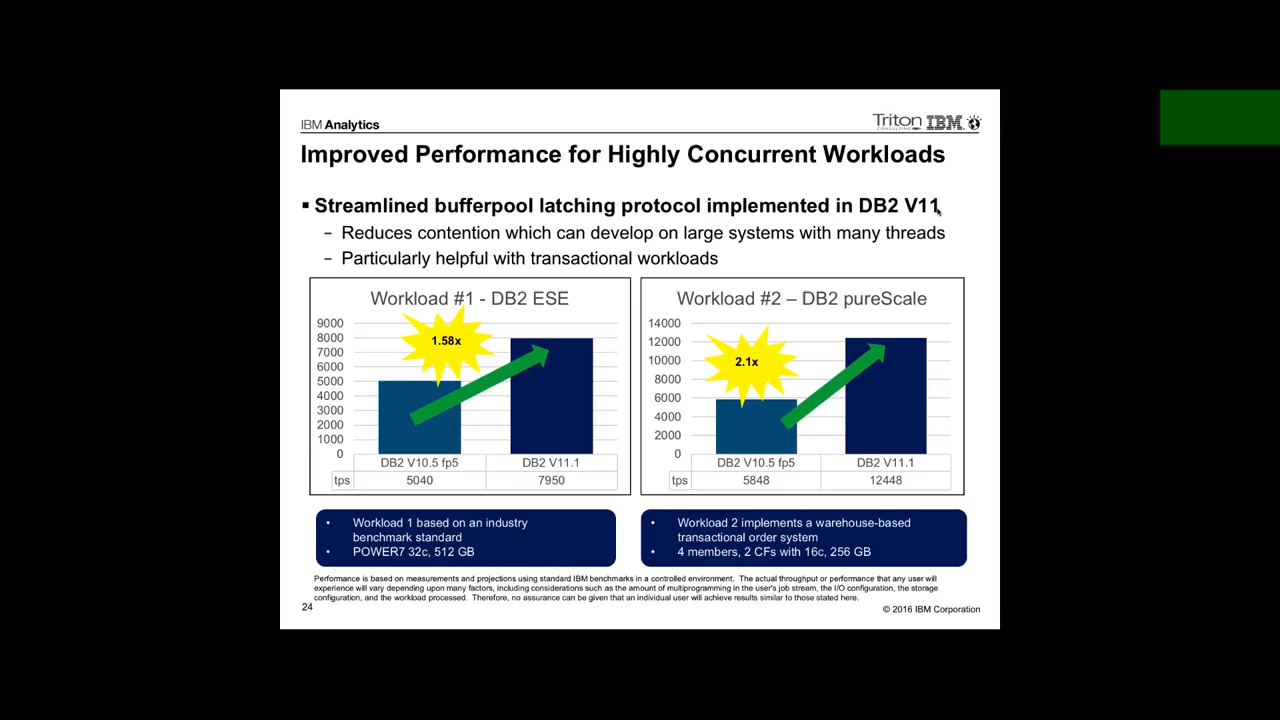 IBM Analytics
Triton
CONSULTING
IBM
Improved Performance for Highly Concurrent Workloads
▪ Streamlined bufferpool latching protocol implemented in DB2 V11
– Reduces contention which can develop on large systems with many threads
– Particularly helpful with transactional workloads
Workload #1 - DB2 ESE
9000
8000
7000
6000
5000
4000
3000
2000
1000
0
1.58x
DB2 V10.5 fp5 DB2 V11.1
tps 5040 7950
Workload #2 – DB2 pureScale
14000
12000
10000
8000
6000
4000
2000
0
2.1x
DB2 V10.5 fp5 DB2 V11.1
tps 5848 12448
• Workload 1 based on an industry
benchmark standard
• POWER7 32c, 512 GB
• Workload 2 implements a warehouse-based
transactional order system
• 4 members, 2 CFs with 16c, 256 GB
Performance is based on measurements and projections using standard IBM benchmarks in a controlled environment. The actual throughput or performance that any user will
experience will vary depending upon many factors, including considerations such as the amount of multiprogramming in the user's job stream, the I/O configuration, the storage
configuration, and the workload processed. Therefore, no assurance can be given that an individual user will achieve results similar to those stated here.
24
© 2016 IBM Corporation